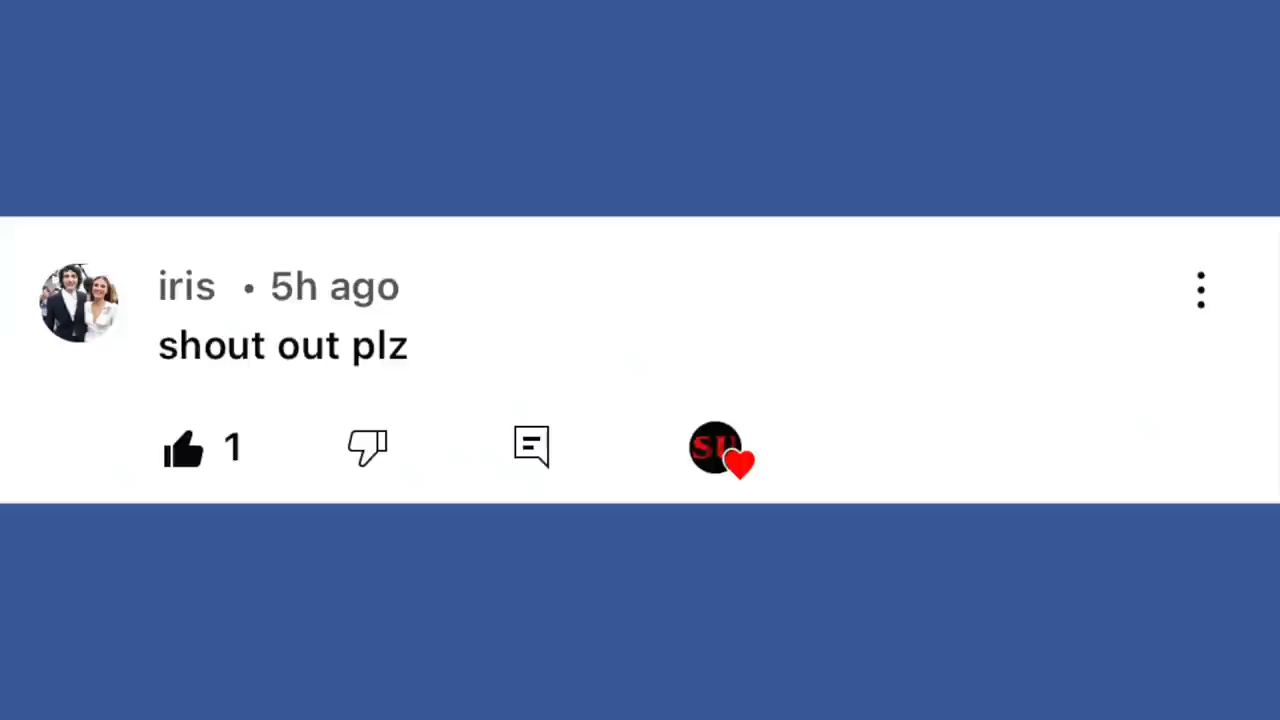 iris • 5h ago
shout out plz
1